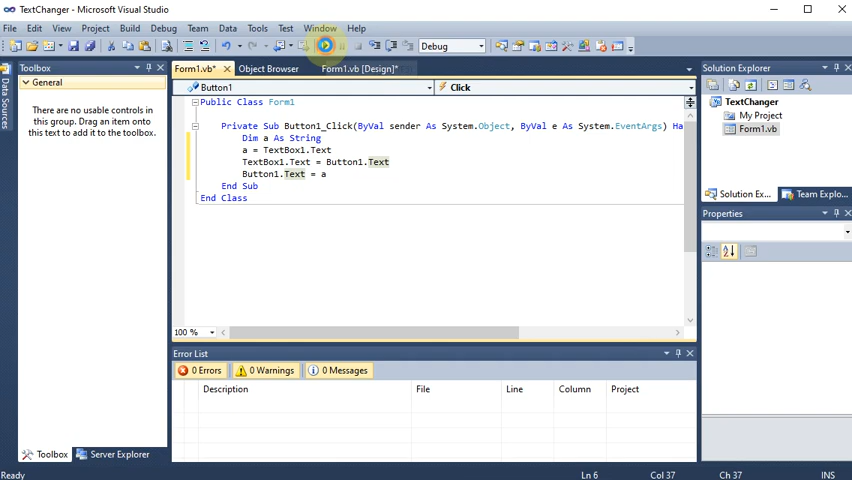 TextChanger - Microsoft Visual Studio
File Edit View Project Build Debug Team Data Tools Test Window Help
Debug
Data Sources
Toolbox
General
There are no usable controls in
this group. Drag an item onto
this text to add it to the toolbox.
Toolbox Server Explorer
Form1.vb* Object Browser Form1.vb [Design]*
Button1 Click
Public Class Form1
Private Sub Button1_Click(ByVal sender As System.Object, ByVal e As System.EventArgs) Ha
Dim a As String
a = TextBox1.Text
TextBox1.Text = Button1.Text
Button1.Text = a
End Sub
End Class
100 %
Error List
0 Errors 0 Warnings 0 Messages
Description File Line Column Project
Solution Explorer
TextChanger
My Project
Form1.vb
Solution Ex... Team Explo...
Properties
Ready Ln 6 Col 37 Ch 37 INS